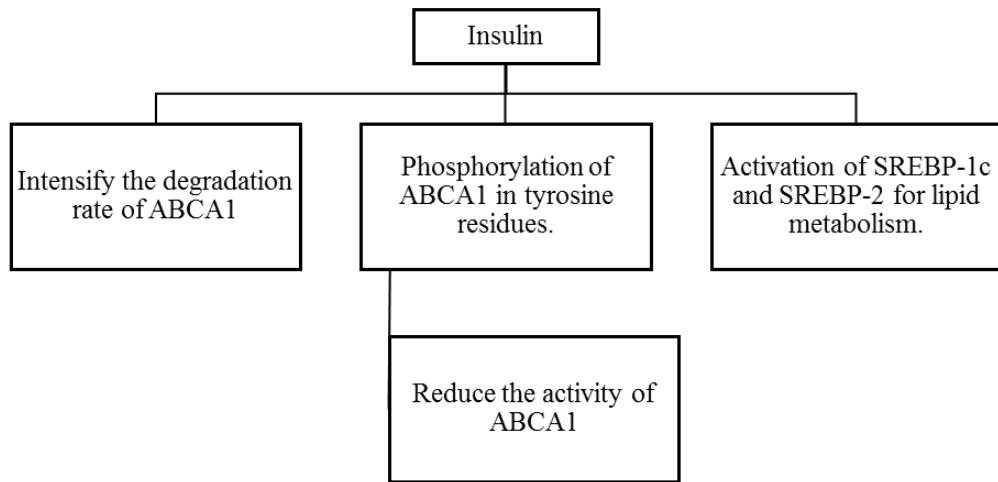 Insulin
Intensify the degradation
rate of ABCA1
Phosphorylation of
ABCA1 in tyrosine
residues.
Activation of SREBP-1c
and SREBP-2 for lipid
metabolism.
Reduce the activity of
ABCA1